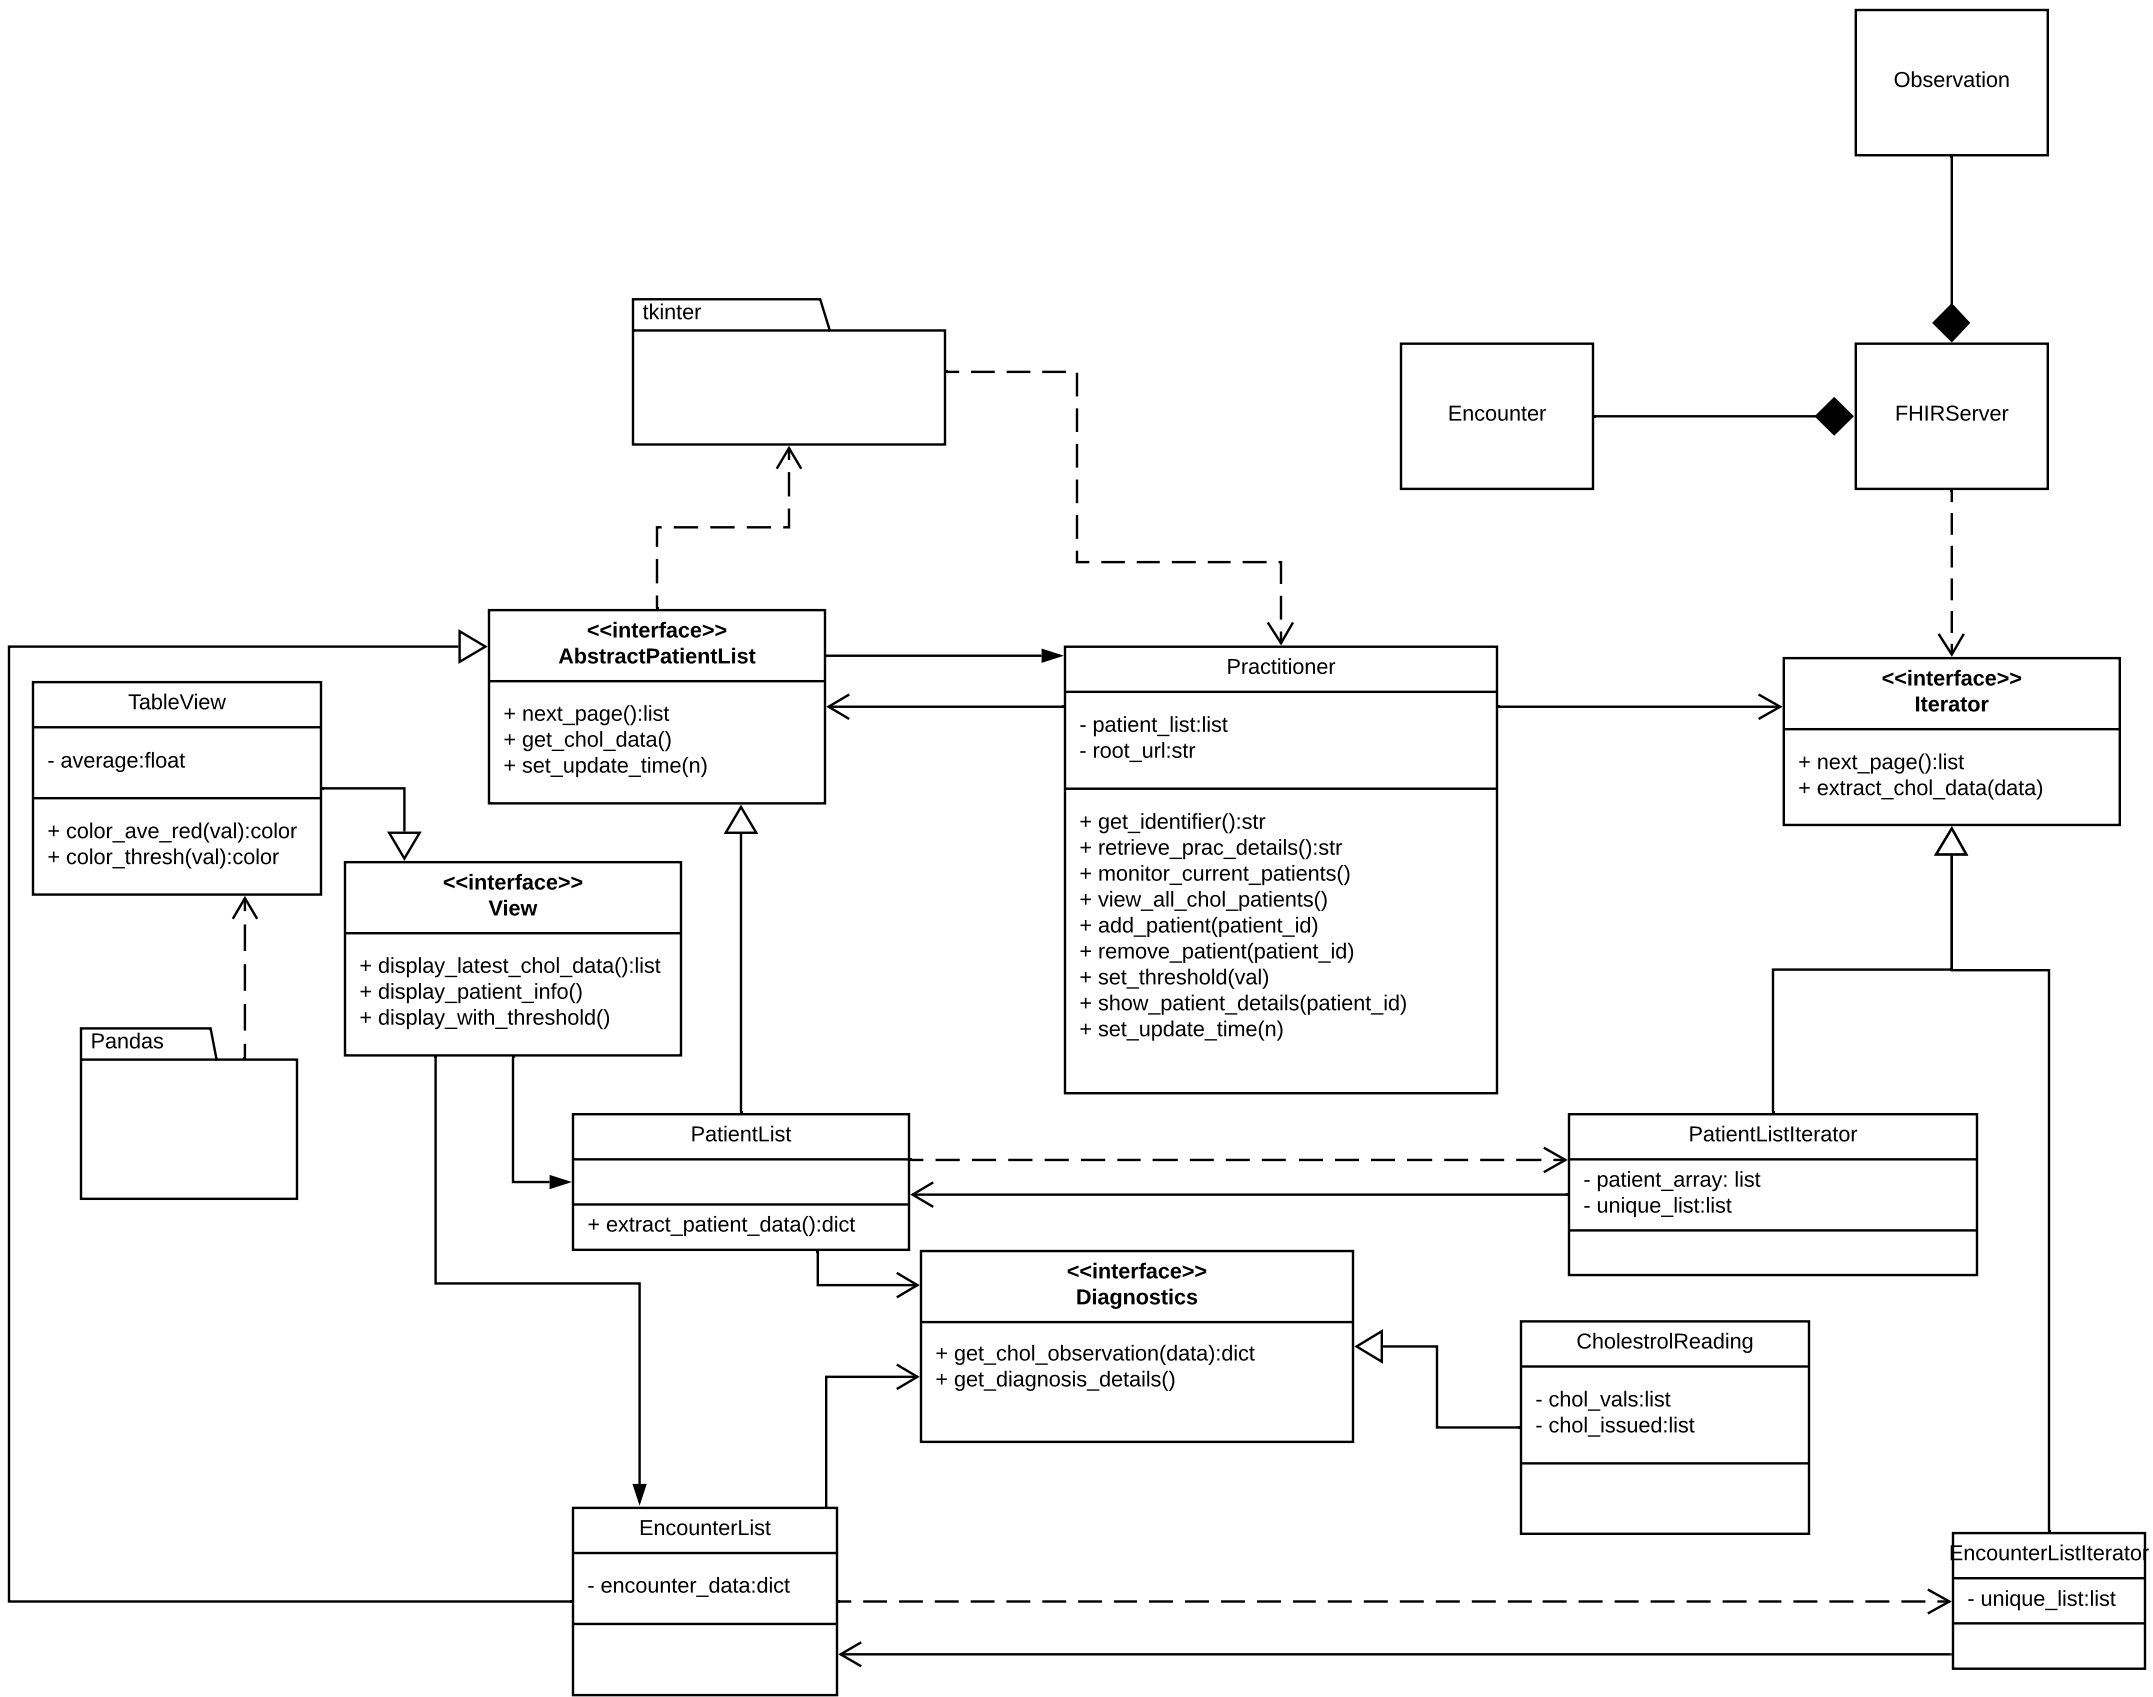 Observation
tkinter
Encounter
FHIRServer
<<interface>>
AbstractPatientList
+ next_page():list
+ get_chol_data()
+ set_update_time(n)
Practitioner
- patient_list:list
- root_url:str
+ get_identifier():str
+ retrieve_prac_details():str
+ monitor_current_patients()
+ view_all_chol_patients()
+ add_patient(patient_id)
+ remove_patient(patient_id)
+ set_threshold(val)
+ show_patient_details(patient_id)
+ set_update_time(n)
<<interface>>
Iterator
+ next_page():list
+ extract_chol_data(data)
TableView
- average:float
+ color_ave_red(val):color
+ color_thresh(val):color
<<interface>>
View
+ display_latest_chol_data():list
+ display_patient_info()
+ display_with_threshold()
Pandas
PatientList
+ extract_patient_data():dict
PatientListIterator
- patient_array: list
- unique_list:list
<<interface>>
Diagnostics
+ get_chol_observation(data):dict
+ get_diagnosis_details()
CholestrolReading
- chol_vals:list
- chol_issued:list
EncounterList
- encounter_data:dict
EncounterListIterator
- unique_list:list